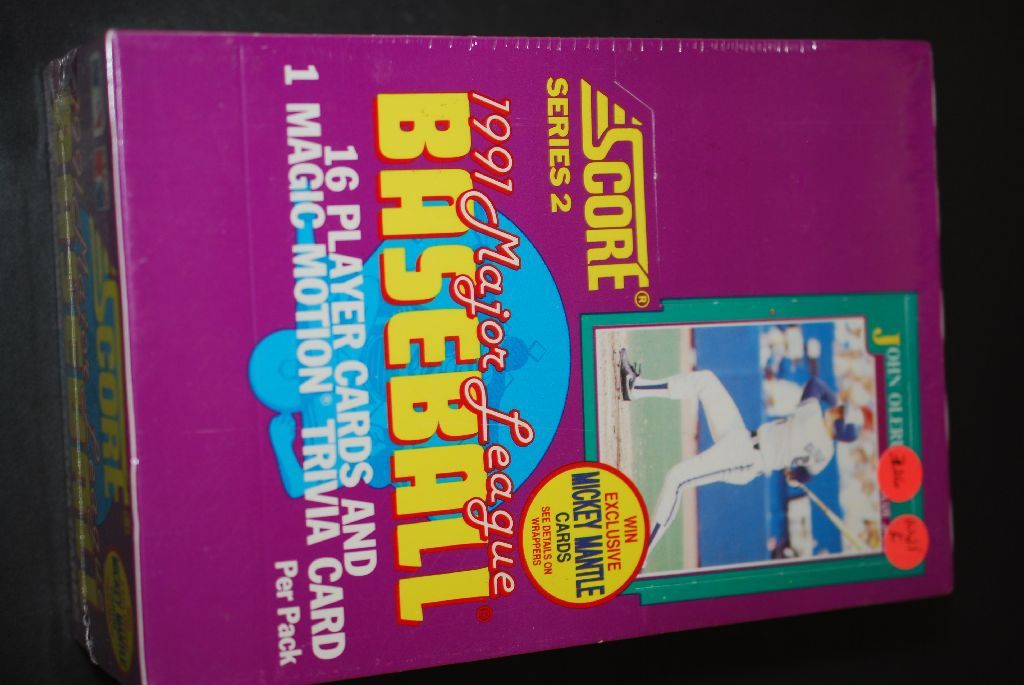 SCORE®
SERIES 2
JOHN
WIN
EXCLUSIVE
MICKEY MANTLE
CARDS
SEE DETAILS ON
WRAPPERS
1991 Major League
BASEBALL®
16 PLAYER CARDS AND
1 MAGIC-MOTION® TRIVIA CARD
Per Pack
SCORE